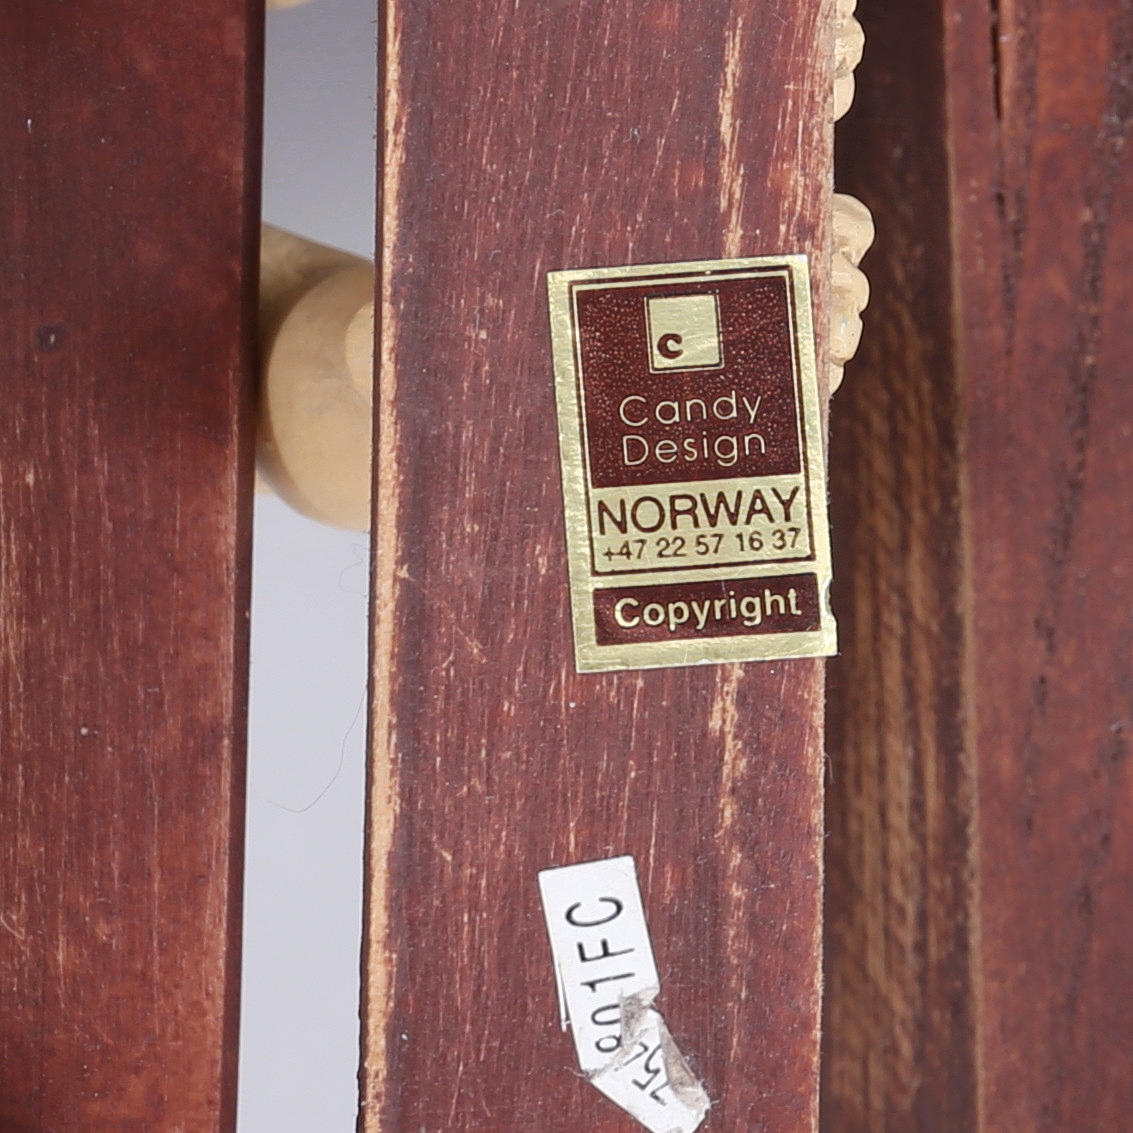 c
Candy
Design
NORWAY
+47 22 57 16 37
Copyright
801FC